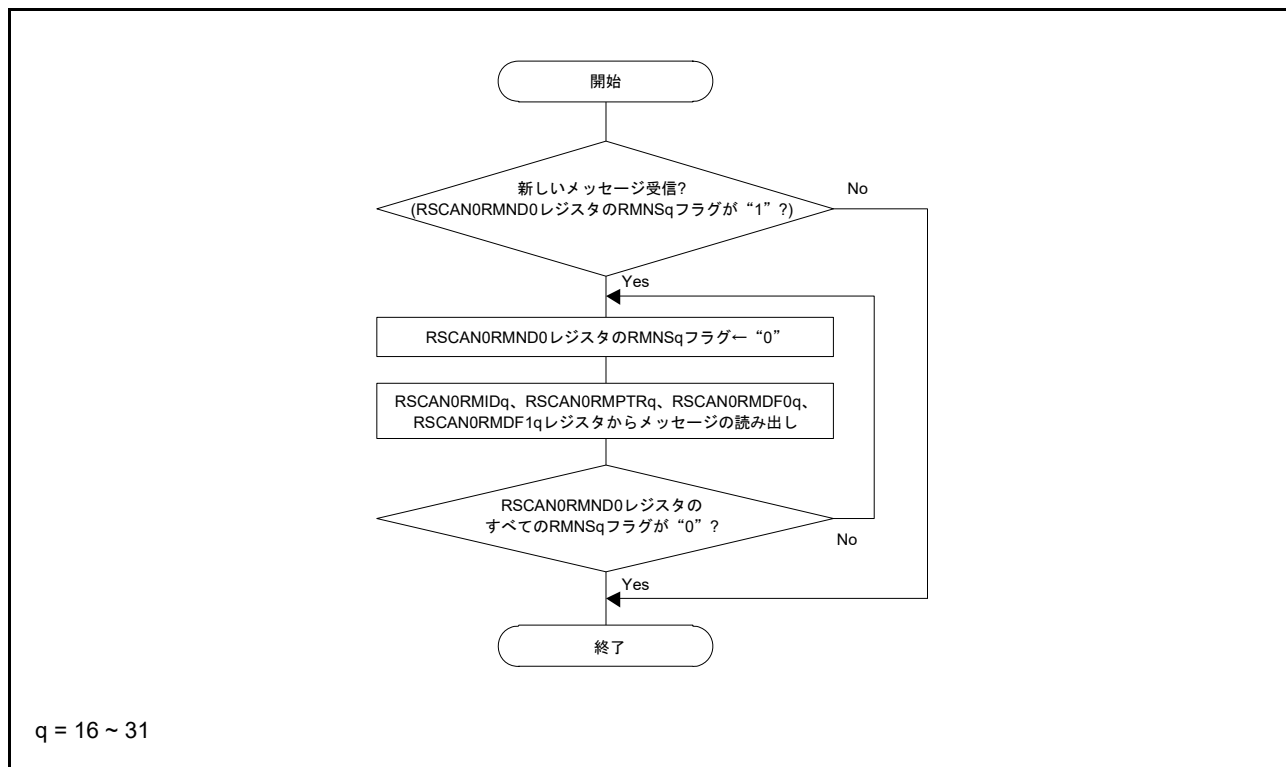 開始
新しいメッセージ受信?
(RSCAN0RMND0レジスタのRMNSqフラグが“1”?)
No
Yes
RSCAN0RMND0レジスタのRMNSqフラグ←“0”
RSCAN0RMIDq、RSCAN0RMPTRq、RSCAN0RMDF0q、
RSCAN0RMDF1qレジスタからメッセージの読み出し
RSCAN0RMND0レジスタの
すべてのRMNSqフラグが“0”?
No
Yes
終了
q = 16 ~ 31